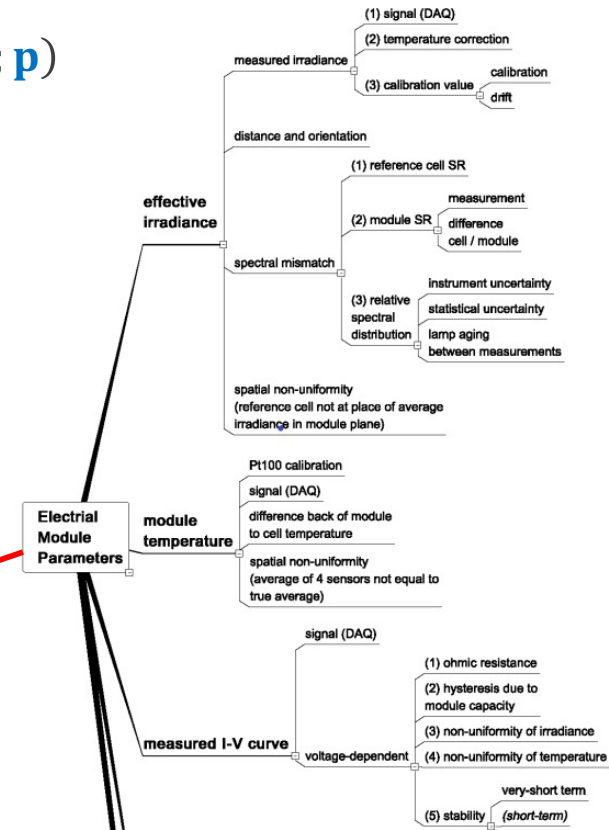 ; p)
(1) signal (DAQ)
(2) temperature correction
measured irradiance
(3) calibration value
calibration
drift
distance and orientation
effective
irradiance
(1) reference cell SR
(2) module SR
measurement
difference
cell / module
spectral mismatch
(3) relative
spectral
distribution
instrument uncertainty
statistical uncertainty
lamp aging
between measurements
spatial non-uniformity
(reference cell not at place of average
irradiance in module plane)
Electrial
Module
Parameters
module
temperature
Pt100 calibration
signal (DAQ)
difference back of module
to cell temperature
spatial non-uniformity
(average of 4 sensors not equal to
true average)
measured I-V curve
signal (DAQ)
voltage-dependent
(1) ohmic resistance
(2) hysteresis due to
module capacity
(3) non-uniformity of irradiance
(4) non-uniformity of temperature
(5) stability
very-short term
(short-term)